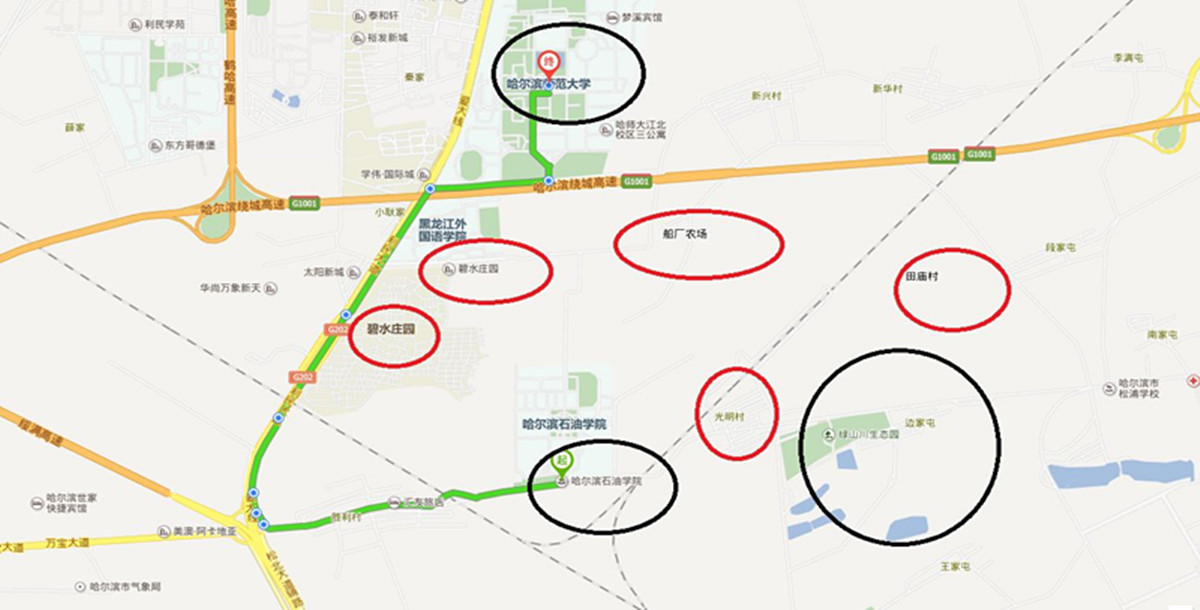 哈高速
鹤哈高速
利民学苑
泰和轩
裕发新城
秦家
爱大线
梦溪宾馆
终
哈尔滨师范大学
李满屯
新兴村
新华村
薛家
东方哥德堡
哈师大江北
校区三公寓
学伟·国际城
G1001
G1001
哈尔滨绕城高速
G1001
哈尔滨绕城高速
G1001
小耿家
黑龙江外
国语学院
船厂农场
段家屯
太阳新城
碧水庄园
田庙村
华尚万象新天
G202
碧水庄园
南家屯
G202
哈尔滨市
松浦学校
绥满高速
哈尔滨石油学院
光明村
边家屯
绿山川生态园
起
哈尔滨石油学院
哈尔滨世家
快捷宾馆
汇友旅店
胜利村
美澳·阿卡地亚
大道
万宝大道
王家屯
哈尔滨市气象局